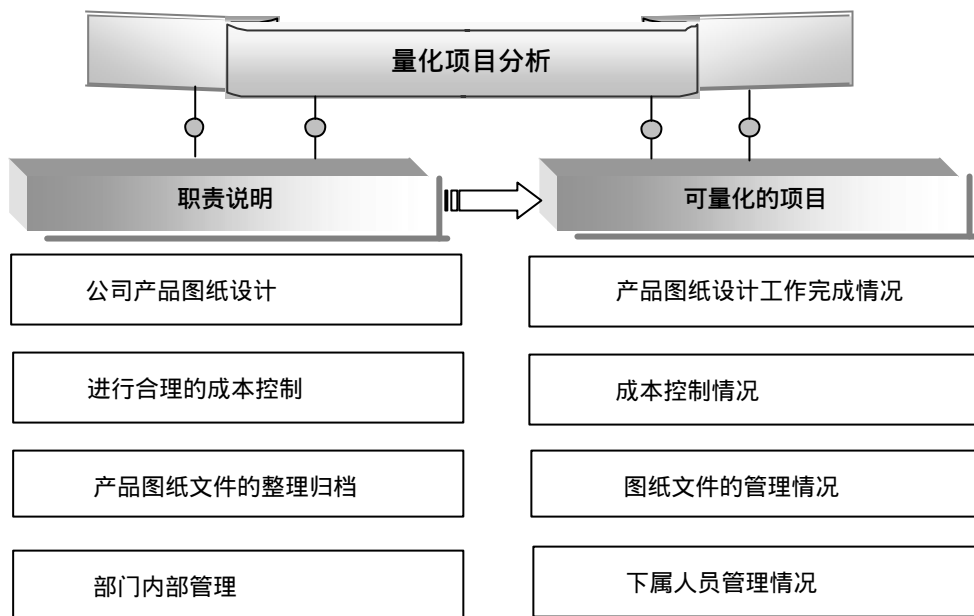 量化项目分析
职责说明
可量化的项目
公司产品图纸设计
产品图纸设计工作完成情况
进行合理的成本控制
成本控制情况
产品图纸文件的整理归档
图纸文件的管理情况
部门内部管理
下属人员管理情况